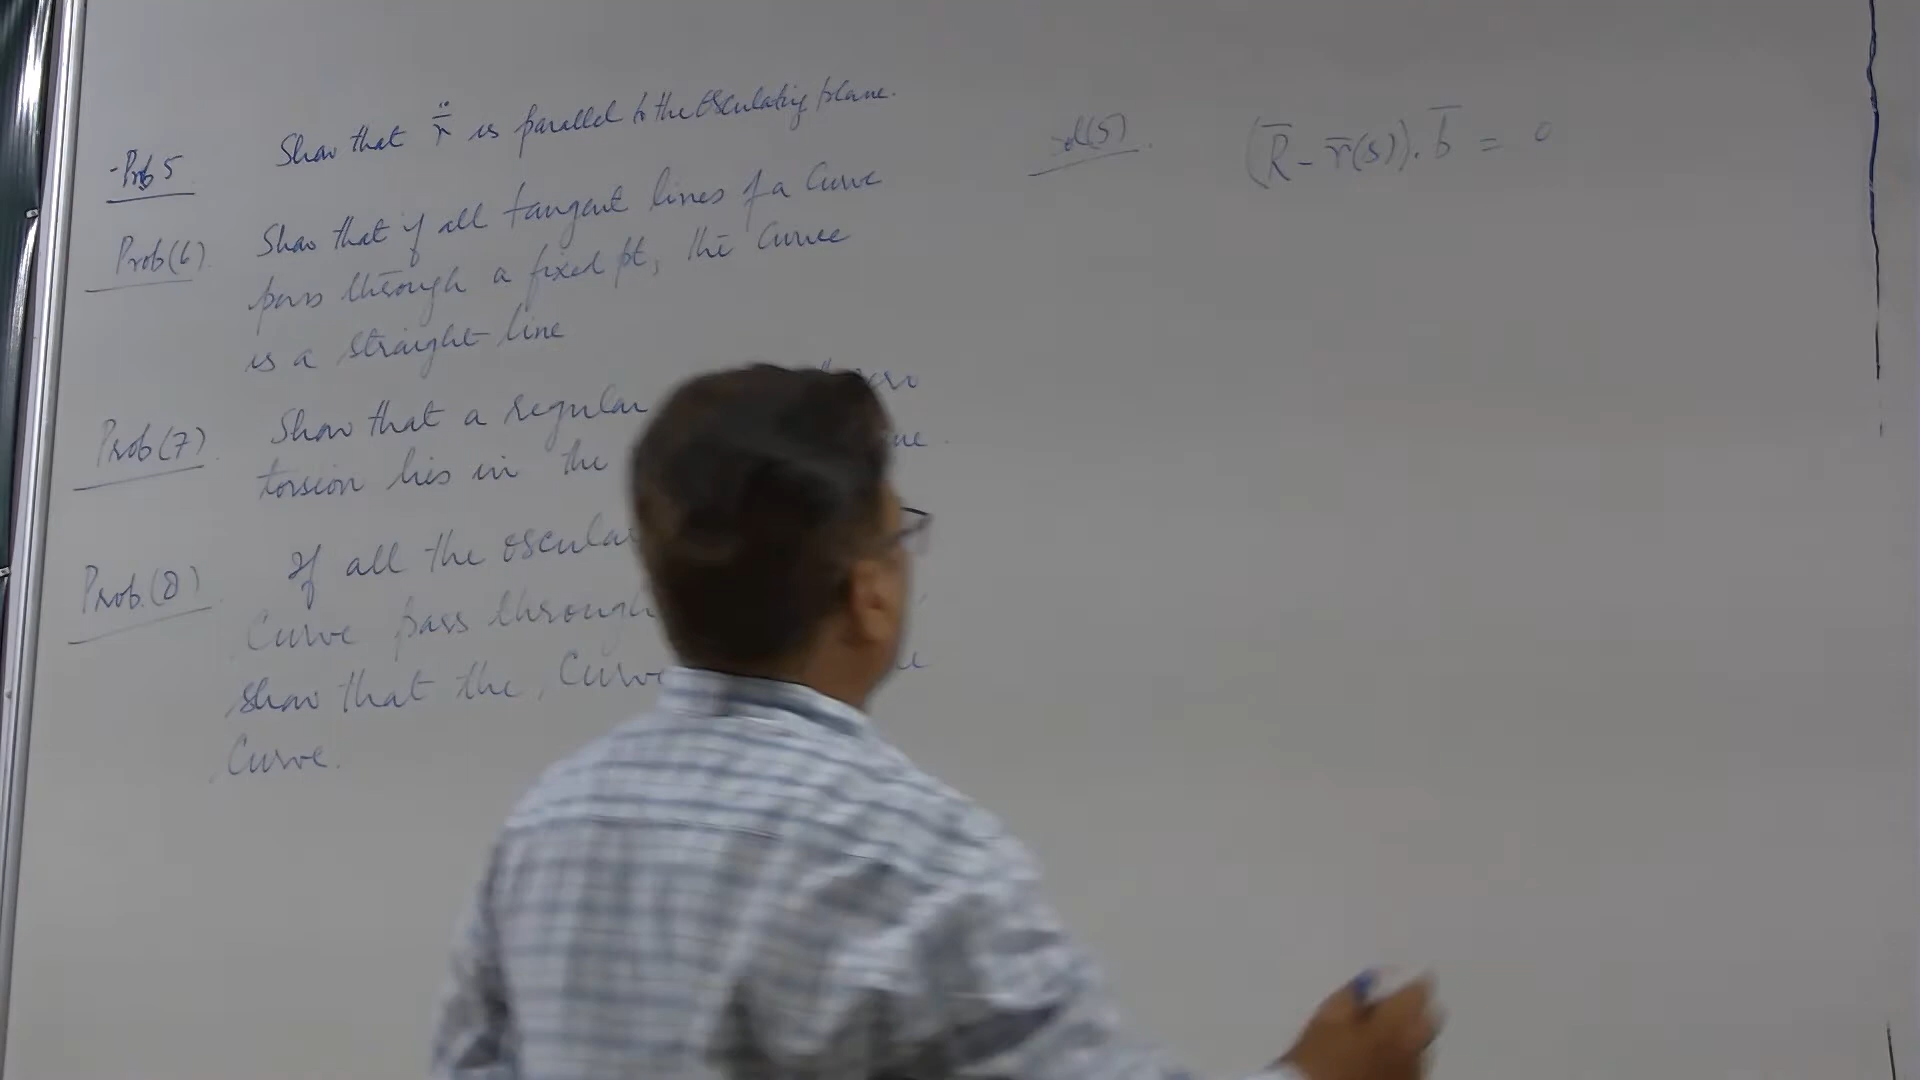 Prob 5 Show that r̄̈ is parallel to the osculating plane.
Prob(6) Show that if all tangent lines of a Curve
pass through a fixed pt, the Curve
is a straight line
Prob(7) Show that a regular
torsion lies in the
Prob.(8) If all the
Curve pass through
show that the Curve
Curve.
sol(5). (R̄ - r̄(s)). b̄ = 0